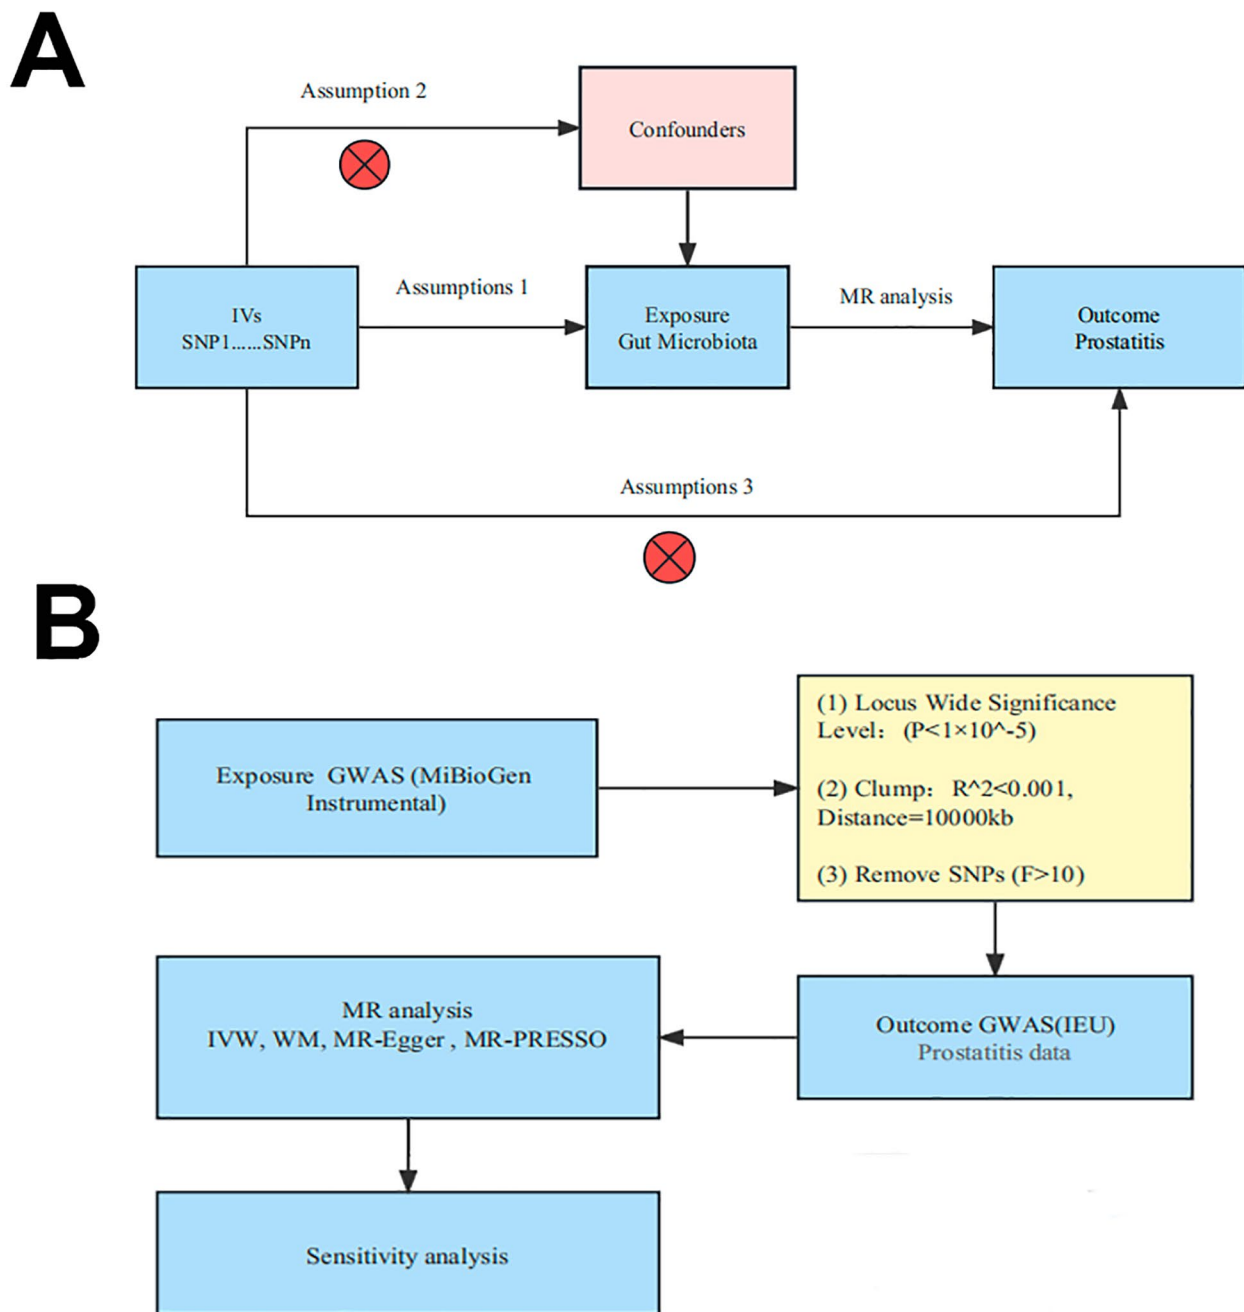 A
Assumption 2
Confounders
Assumptions 1
MR analysis
IVs
SNP1......SNPn
Exposure
Gut Microbiota
Outcome
Prostatitis
Assumptions 3
B
Exposure GWAS (MiBioGen
Instrumental)
(1) Locus Wide Significance
Level: (P<1×10^-5)
(2) Clump: R^2<0.001,
Distance=10000kb
(3) Remove SNPs (F>10)
MR analysis
IVW, WM, MR-Egger , MR-PRESSO
Outcome GWAS(IEU)
Prostatitis data
Sensitivity analysis